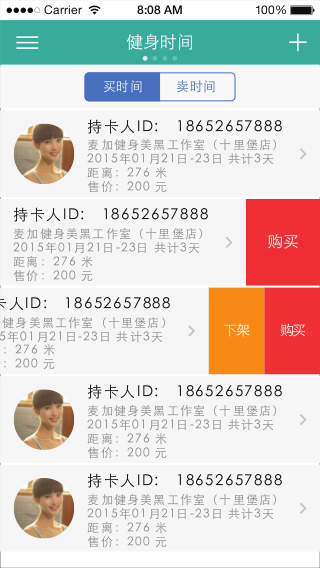 Carrier 8:08 AM 100%
健身时间
买时间 卖时间
持卡人ID: 18652657888
麦加健身美黑工作室（十里堡店）
2015年01月21日-23日 共计3天
距离：276 米
售价：200 元
持卡人ID: 18652657888
麦加健身美黑工作室（十里堡店）
2015年01月21日-23日 共计3天
距离：276 米
售价：200 元
购买
卡人ID: 18652657888
健身美黑工作室（十里堡店）
5年01月21日-23日 共计3天
：276 米
：200 元
下架 购买
持卡人ID: 18652657888
麦加健身美黑工作室（十里堡店）
2015年01月21日-23日 共计3天
距离：276 米
售价：200 元
持卡人ID: 18652657888
麦加健身美黑工作室（十里堡店）
2015年01月21日-23日 共计3天
距离：276 米
售价：200 元